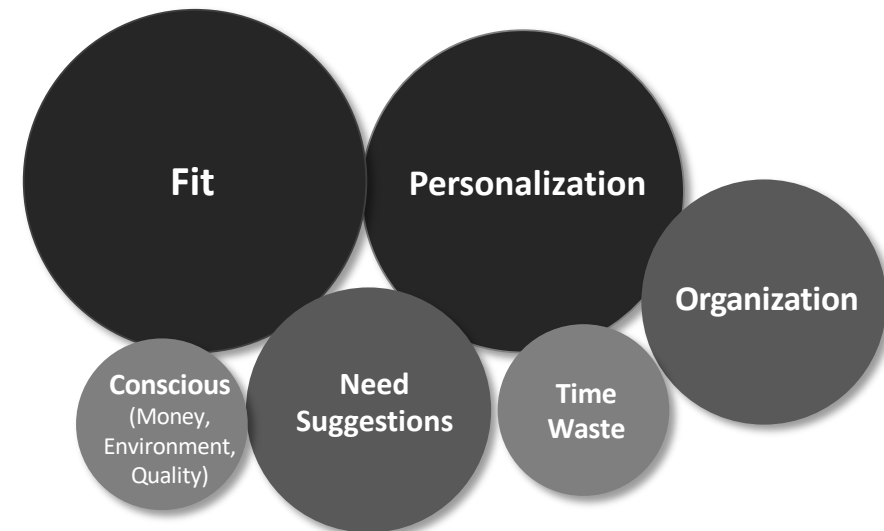 Fit
Personalization
Organization
Conscious
(Money,
Environment,
Quality)
Need
Suggestions
Time
Waste